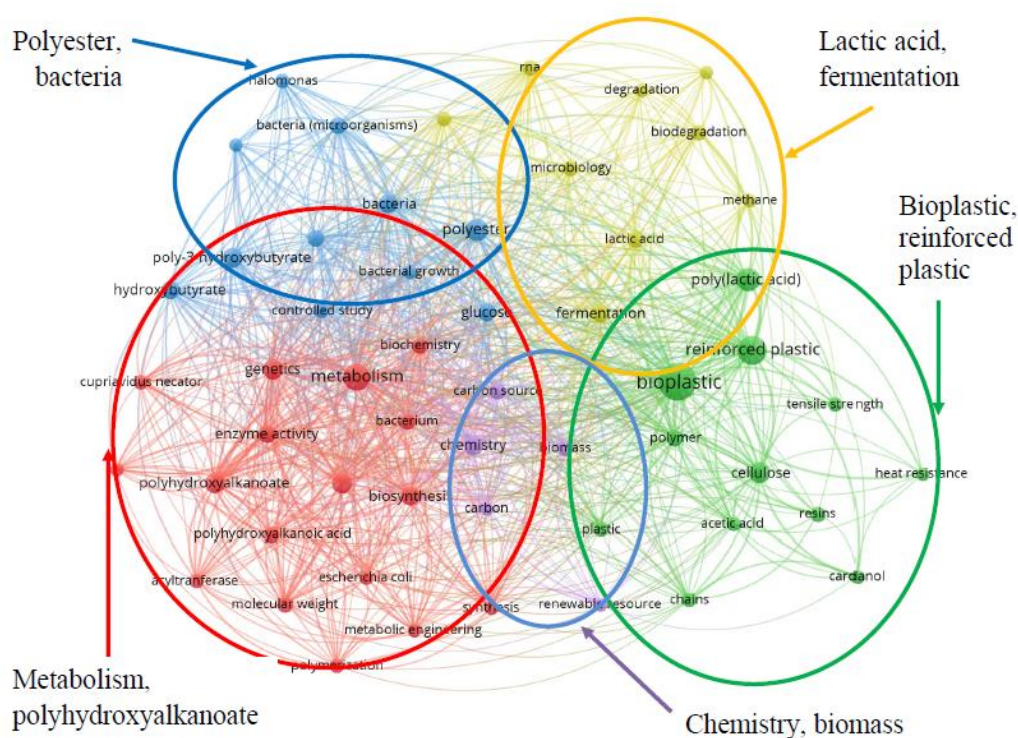 Polyester,
bacteria
Lactic acid,
fermentation
Bioplastic,
reinforced
plastic
Metabolism,
polyhydroxyalkanoate
Chemistry, biomass
halomonas
rna
degradation
bacteria (microorganisms)
biodegradation
microbiology
methane
bacteria
polyester
lactic acid
poly-3-hydroxybutyrate
bacterial growth
poly(lactic acid)
hydroxybutyrate
controlled study
glucose
fermentation
biochemistry
reinforced plastic
cupriavidus necator
genetics
metabolism
carbon source
bioplastic
tensile strength
enzyme activity
bacterium
chemistry
biomass
polymer
polyhydroxyalkanoate
biosynthesis
cellulose
heat resistance
carbon
polyhydroxyalkanoic acid
plastic
acetic acid
resins
acyltranferase
escherichia coli
cardanol
molecular weight
synthesis
renewable resource
chains
metabolic engineering
polymerization